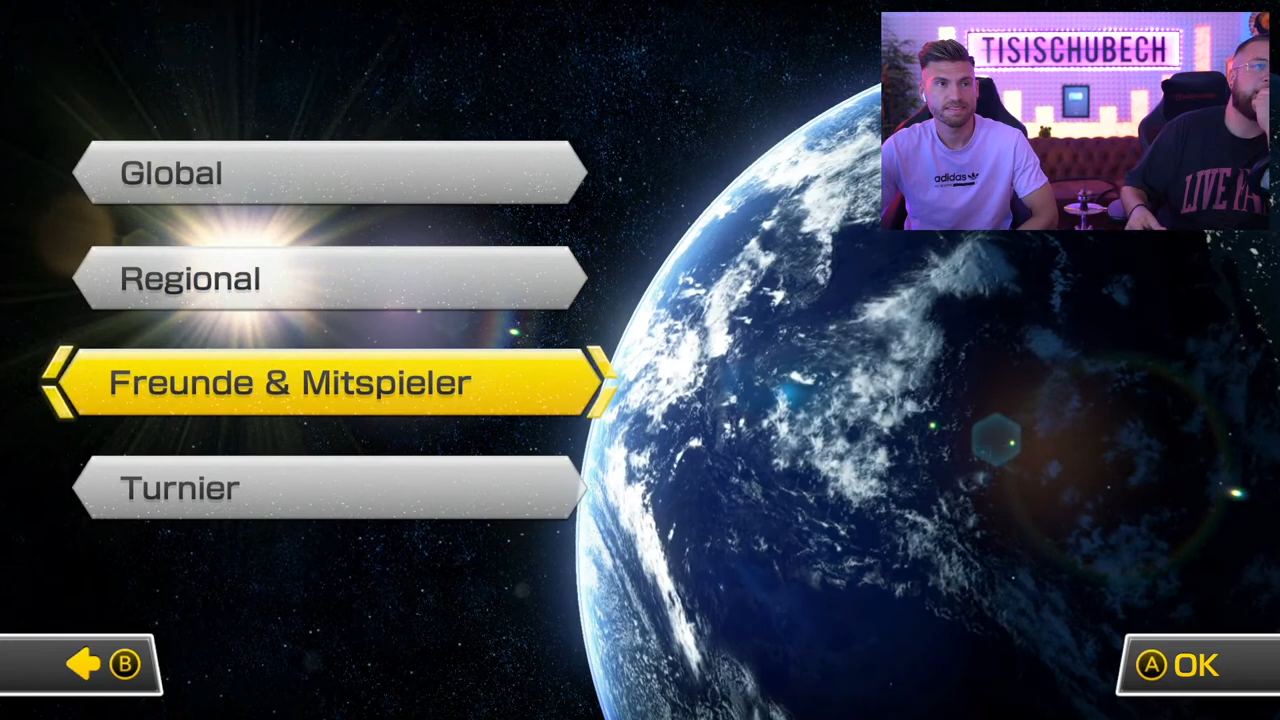 Global
Regional
Freunde & Mitspieler
Turnier
B
A OK
TISISCHUBECH
adidas
LIVE